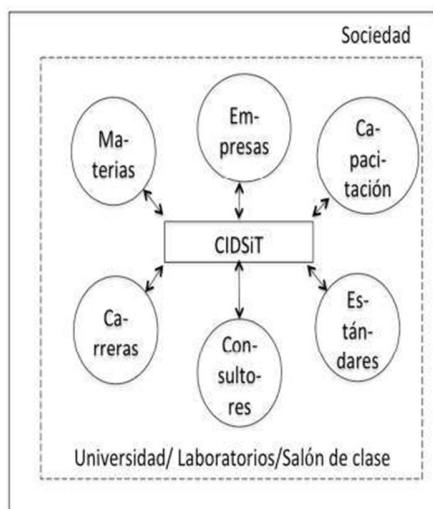 Sociedad
Em-
presas
Ma-
terias
Ca-
paci-
tación
CIDSiT
Ca-
rreras
Con-
sulto-
res
Es-
tán-
dares
Universidad/ Laboratorios/Salón de clase